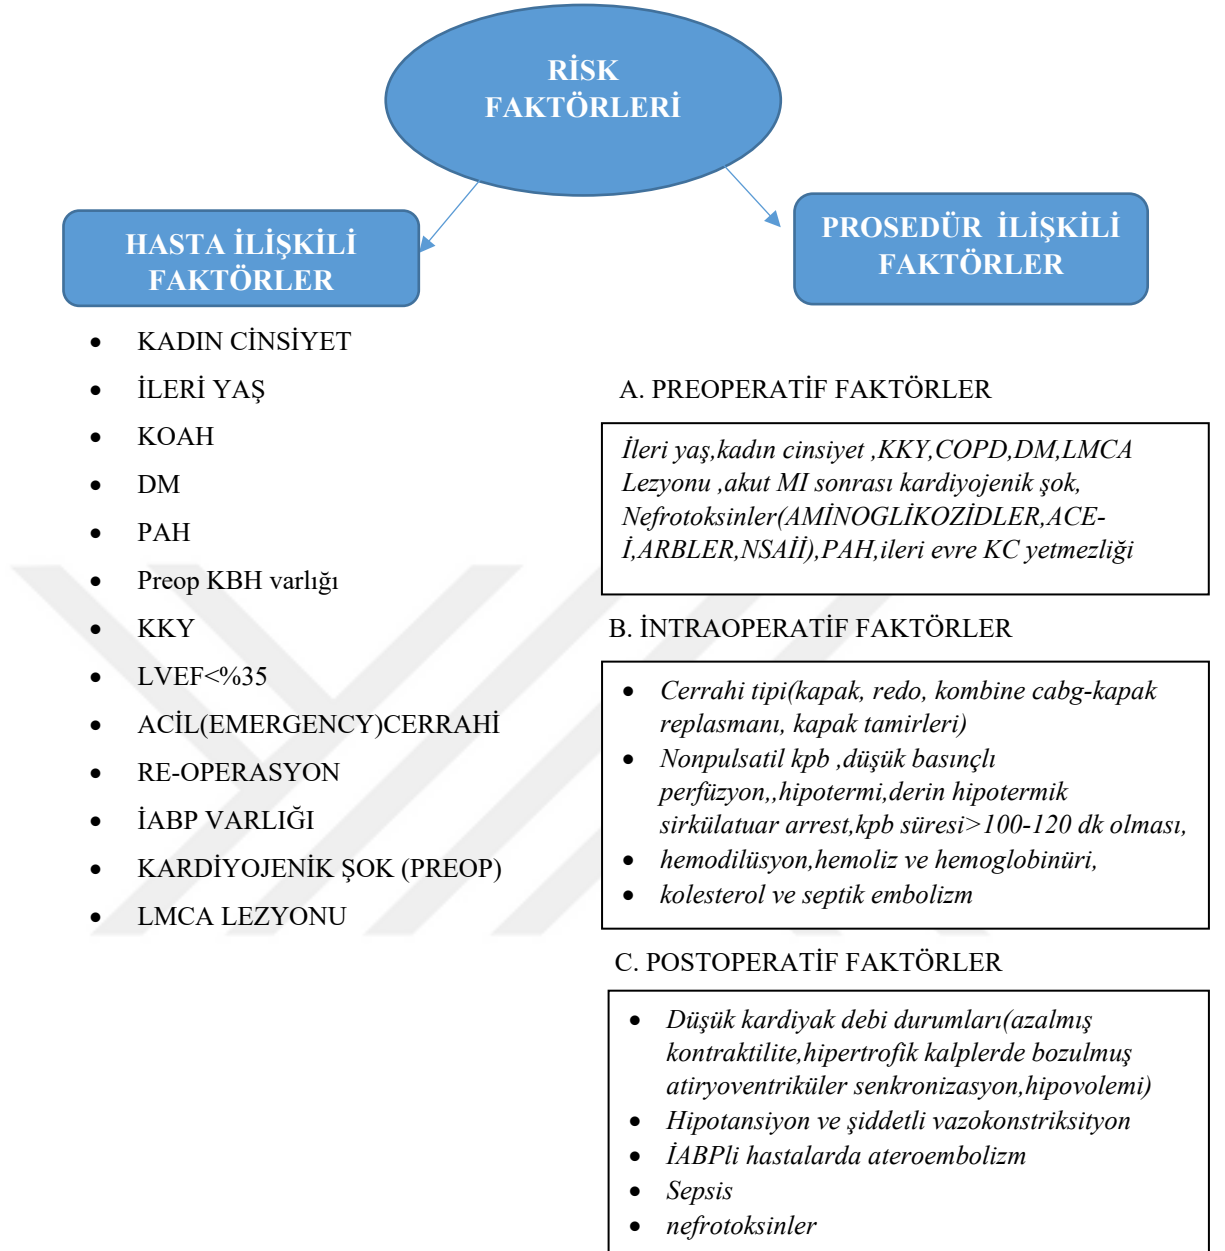 RİSK
FAKTÖRLERİ
HASTA İLİŞKİLİ
FAKTÖRLER
PROSEDÜR İLİŞKİLİ
FAKTÖRLER
• KADIN CİNSİYET
• İLERİ YAŞ
• KOAH
• DM
• PAH
• Preop KBH varlığı
• KKY
• LVEF<%35
• ACİL(EMERGENCY)CERRAHİ
• RE-OPERASYON
• İABP VARLIĞI
• KARDİYOJENİK ŞOK (PREOP)
• LMCA LEZYONU
A. PREOPERATİF FAKTÖRLER
İleri yaş,kadın cinsiyet ,KKY,COPD,DM,LMCA
Lezyonu ,akut MI sonrası kardiyojenik şok,
Nefrotoksinler(AMİNOGLİKOZİDLER,ACE-
İ,ARBLER,NSAİİ),PAH,ileri evre KC yetmezliği
B. İNTRAOPERATİF FAKTÖRLER
• Cerrahi tipi(kapak, redo, kombine cabg-kapak
replasmanı, kapak tamirleri)
• Nonpulsatil kpb ,düşük basınçlı
perfüzyon,,hipotermi,derin hipotermik
sirkülatuar arrest,kpb süresi>100-120 dk olması,
• hemodilüsyon,hemoliz ve hemoglobinüri,
• kolesterol ve septik embolizm
C. POSTOPERATİF FAKTÖRLER
• Düşük kardiyak debi durumları(azalmış
kontraktilite,hipertrofik kalplerde bozulmuş
atiryoventriküler senkronizasyon,hipovolemi)
• Hipotansiyon ve şiddetli vazokonstriksityon
• İABPli hastalarda ateroembolizm
• Sepsis
• nefrotoksinler